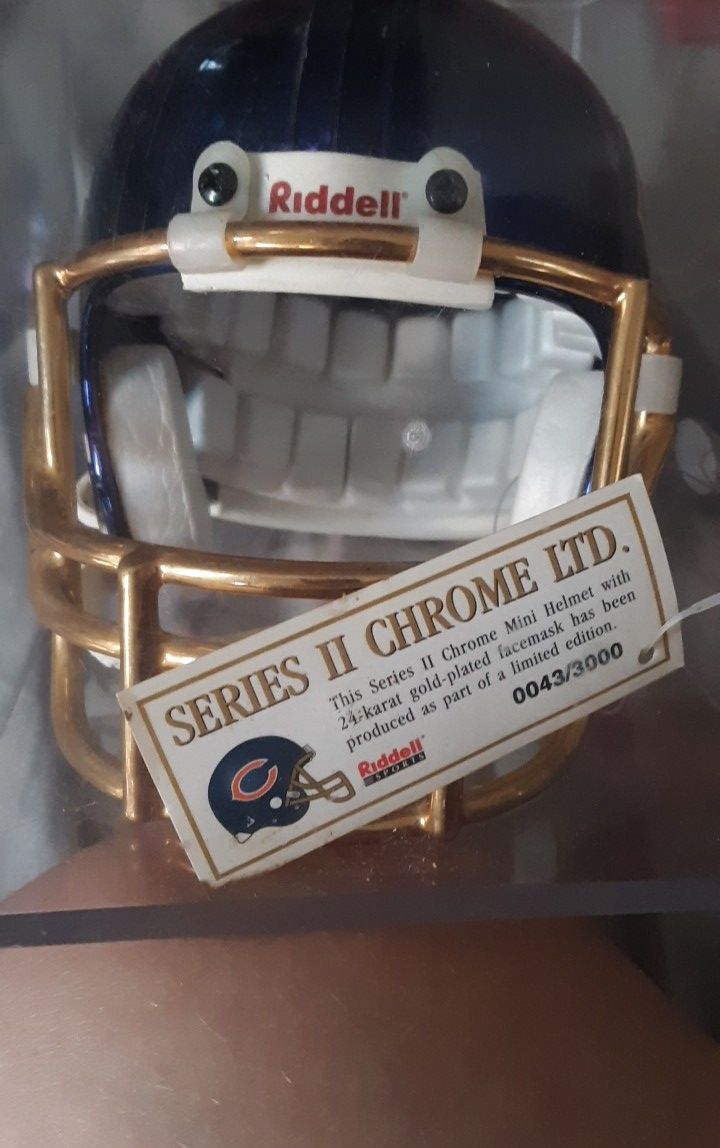 Riddell
SERIES II CHROME LTD.
This Series II Chrome Mini Helmet with
24-karat gold-plated facemask has been
produced as part of a limited edition.
0043/3000
Riddell
SPORTS